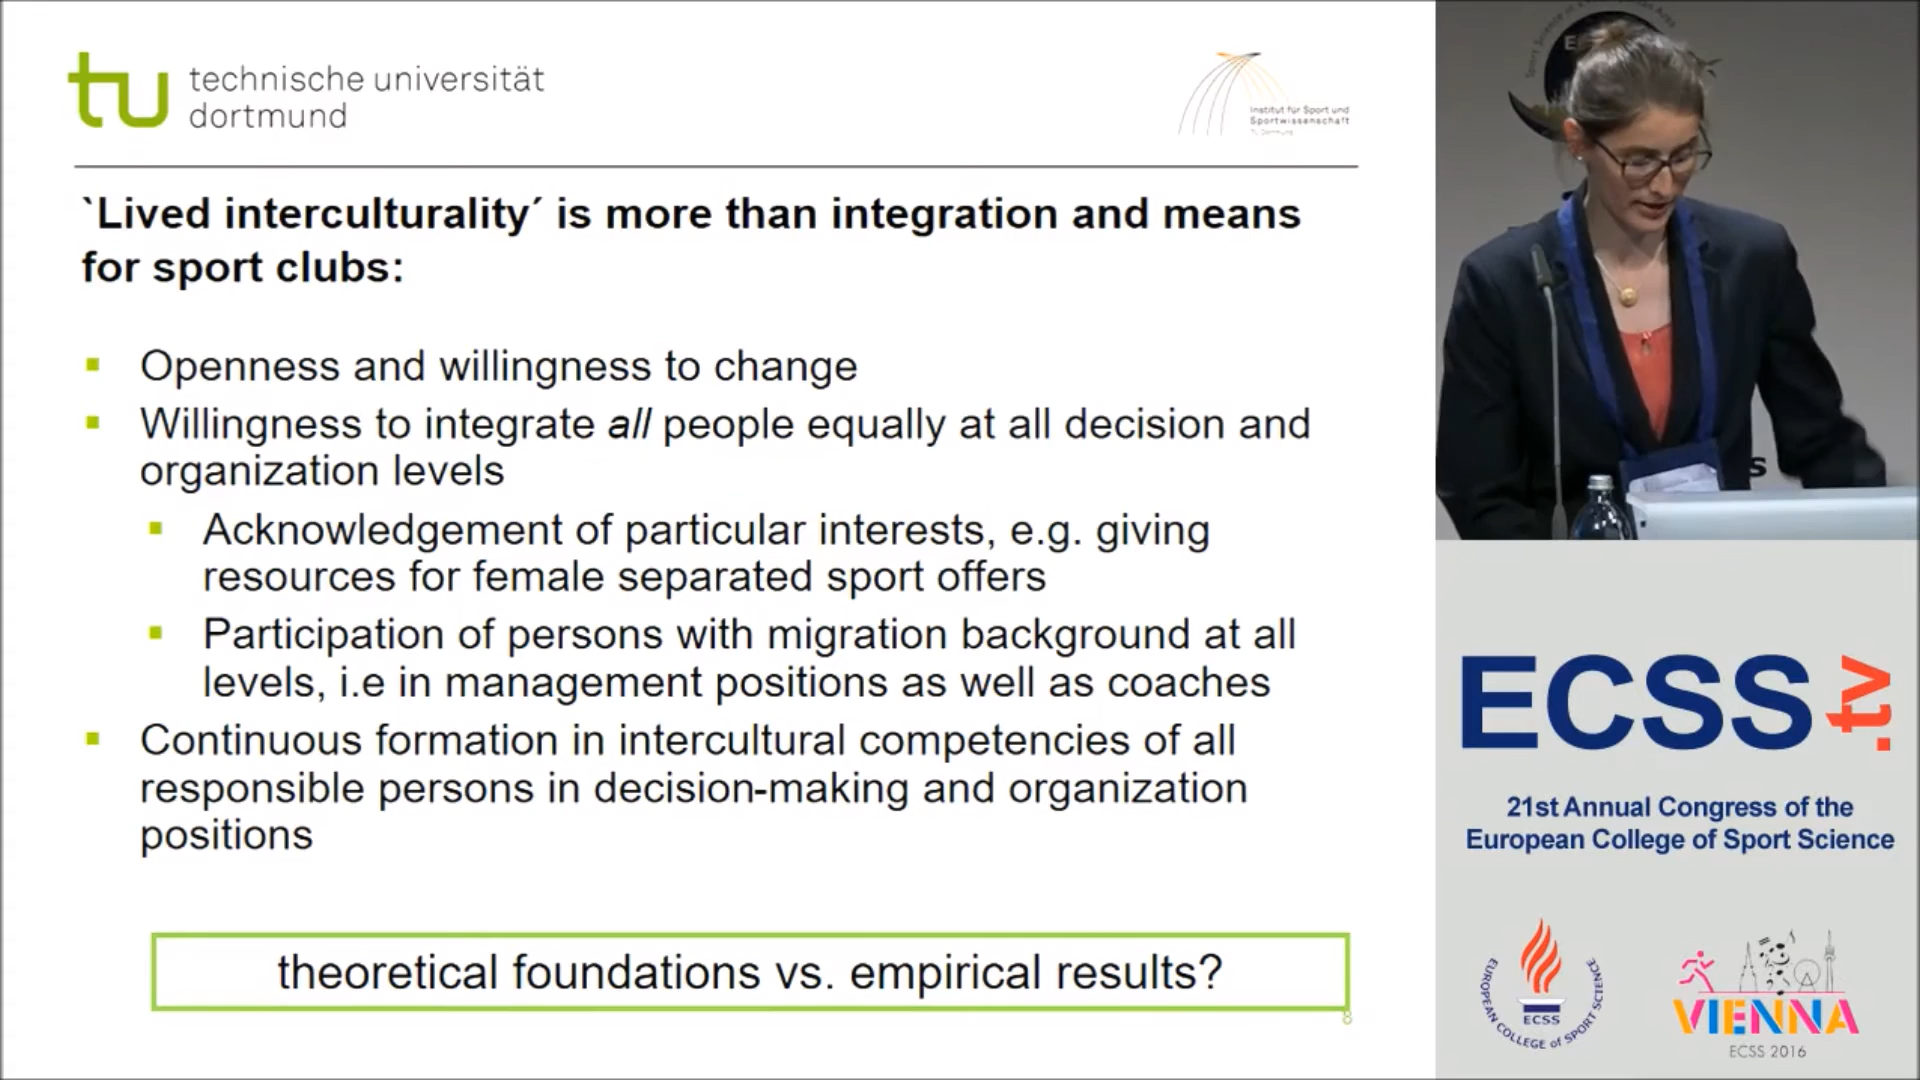 tu technische universität
dortmund
Institut für Sport und
Sportwissenschaft
TU Dortmund
`Lived interculturality´ is more than integration and means
for sport clubs:
Openness and willingness to change
Willingness to integrate all people equally at all decision and
organization levels
Acknowledgement of particular interests, e.g. giving
resources for female separated sport offers
Participation of persons with migration background at all
levels, i.e in management positions as well as coaches
Continuous formation in intercultural competencies of all
responsible persons in decision-making and organization
positions
theoretical foundations vs. empirical results?
8
s
ECSS.tv
21st Annual Congress of the
European College of Sport Science
EUROPEAN COLLEGE of SPORT SCIENCE
ECSS
VIENNA
ECSS 2016